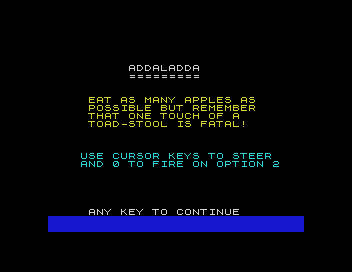 ADDALADDA
=========
EAT AS MANY APPLES AS
POSSIBLE BUT REMEMBER
THAT ONE TOUCH OF A
TOAD-STOOL IS FATAL!
USE CURSOR KEYS TO STEER
AND 0 TO FIRE ON OPTION 2
ANY KEY TO CONTINUE